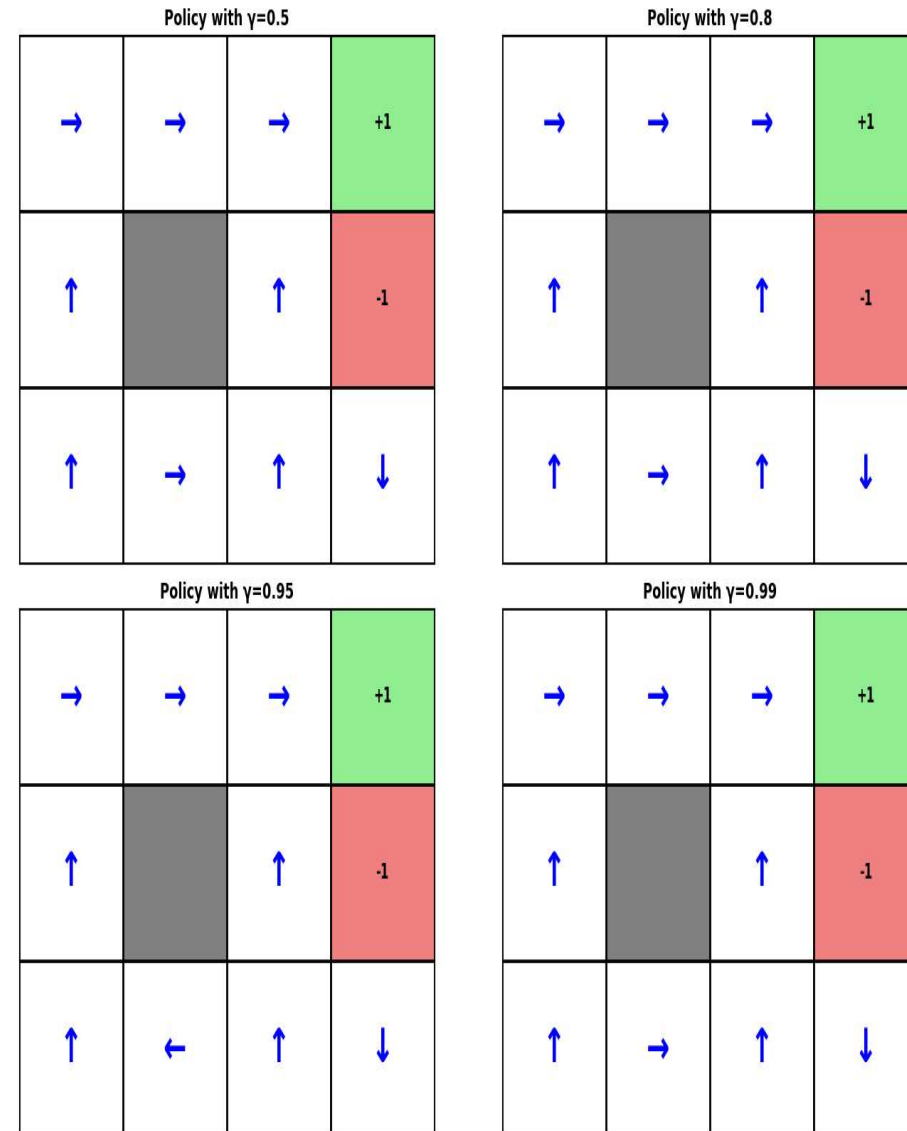 Policy with γ=0.5
Policy with γ=0.8
→ → → +1
→ → → +1
↑ ↑ -1
↑ ↑ -1
↑ → ↑ ↓
↑ → ↑ ↓
Policy with γ=0.95
Policy with γ=0.99
→ → → +1
→ → → +1
↑ ↑ -1
↑ ↑ -1
↑ ← ↑ ↓
↑ → ↑ ↓